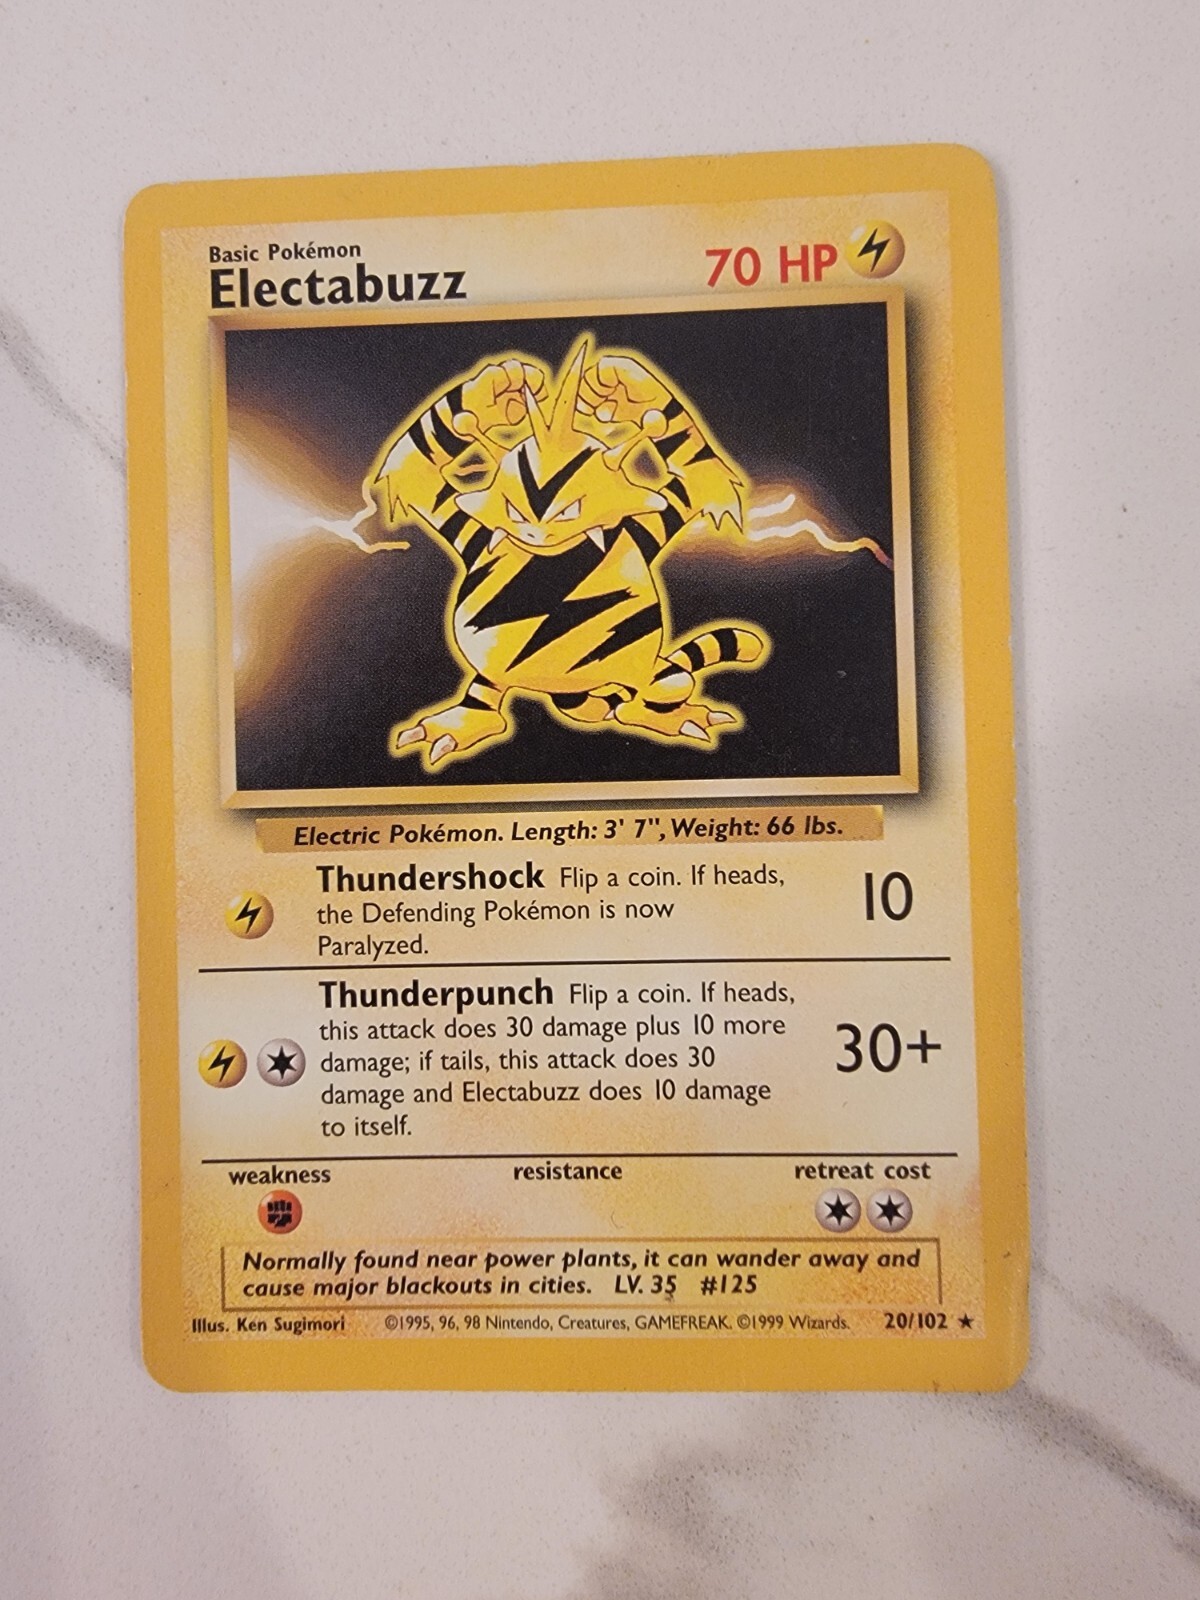 Basic Pokémon
Electabuzz
70 HP
Electric Pokémon. Length: 3' 7", Weight: 66 lbs.
Thundershock Flip a coin. If heads,
the Defending Pokémon is now
Paralyzed.
10
Thunderpunch Flip a coin. If heads,
this attack does 30 damage plus 10 more
damage; if tails, this attack does 30
damage and Electabuzz does 10 damage
to itself.
30+
weakness resistance retreat cost
Normally found near power plants, it can wander away and
cause major blackouts in cities. LV. 35 #125
Illus. Ken Sugimori ©1995, 96, 98 Nintendo, Creatures, GAMEFREAK. ©1999 Wizards. 20/102 ★